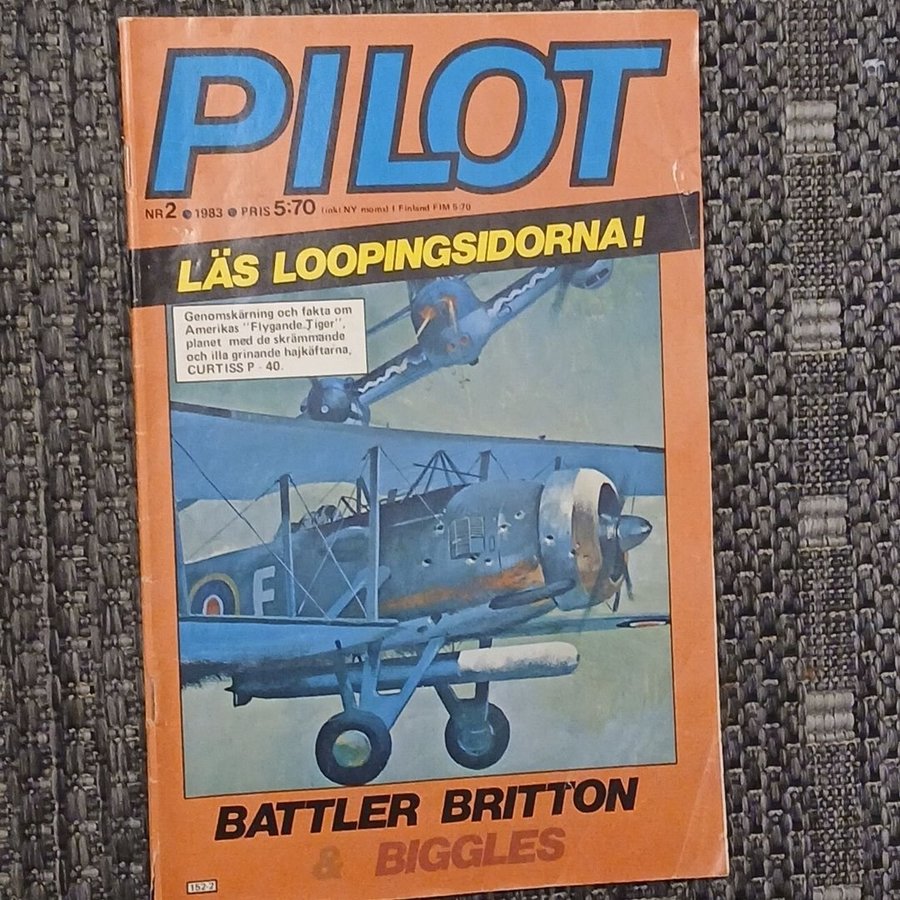 PILOT
NR 2 • 1983 • PRIS 5:70 (inkl NY moms) I Finland FIM 5:70
LÄS LOOPINGSIDORNA!
Genomskärning och fakta om
Amerikas "Flygande Tiger",
planet med de skrämmande
och illa grinande hajkäftarna,
CURTISS P - 40.
F
BATTLER BRITTON
& BIGGLES
152-2